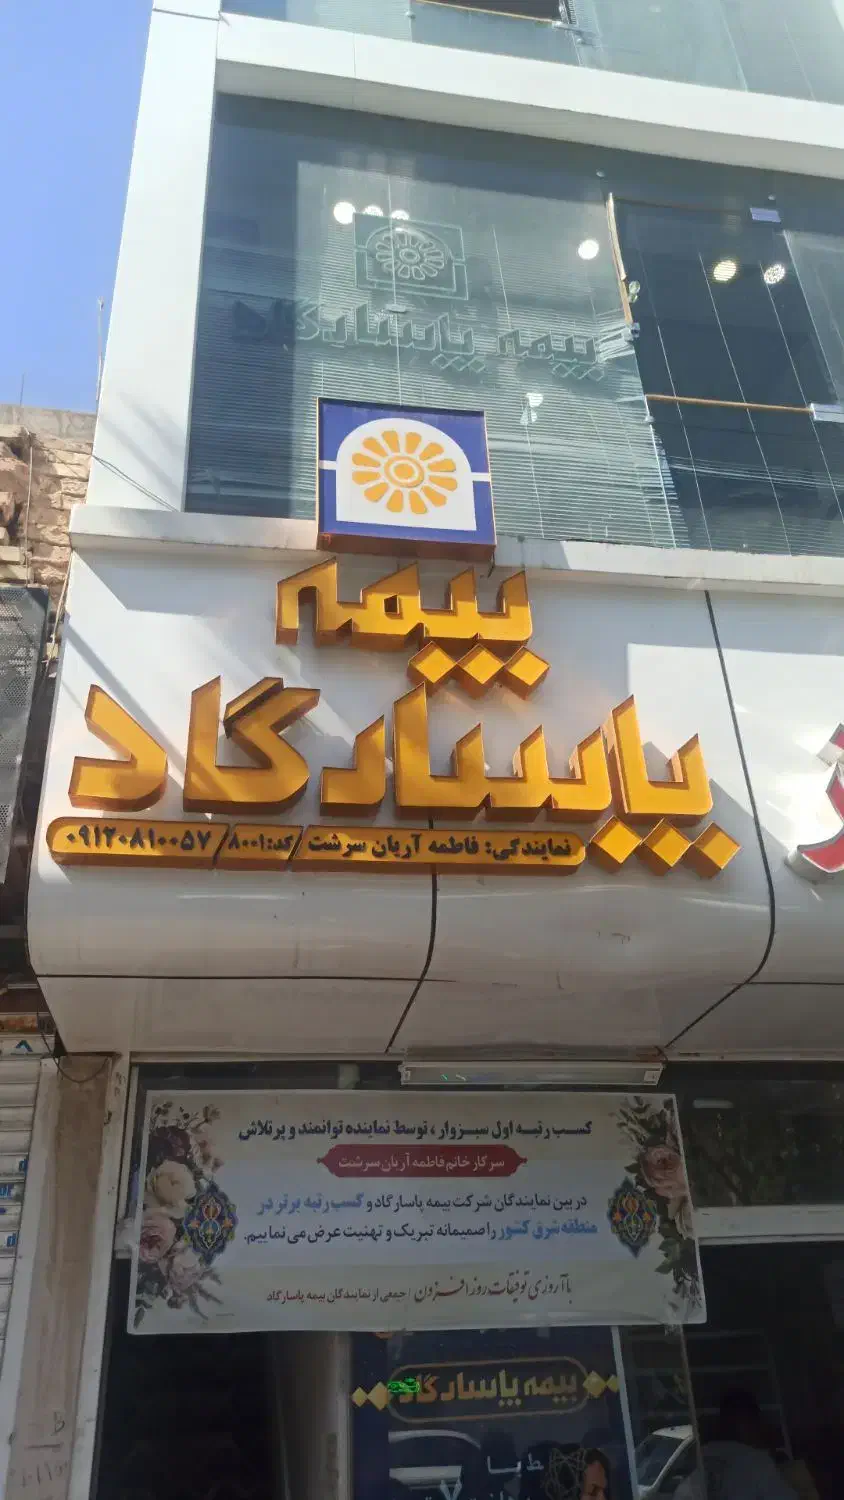 بیمه پاسارگاد
بیمه
پاسارگاد
نمایندگی: فاطمه آریان سرشت / کد: ۸۰۰۱ / ۰۹۱۲۰۸۱۰۰۵۷
کسب رتبه اول سبزوار، توسط نماینده توانمند و پرتلاش
سرکار خانم فاطمه آریان سرشت
در بین نمایندگان شرکت بیمه پاسارگاد و کسب رتبه برتر در
منطقه شرق کشور را صمیمانه تبریک و تهنیت عرض می نماییم.
با آرزوی توفیقات روز افزون / جمعی از نمایندگان بیمه پاسارگاد
بیمه پاسارگاد